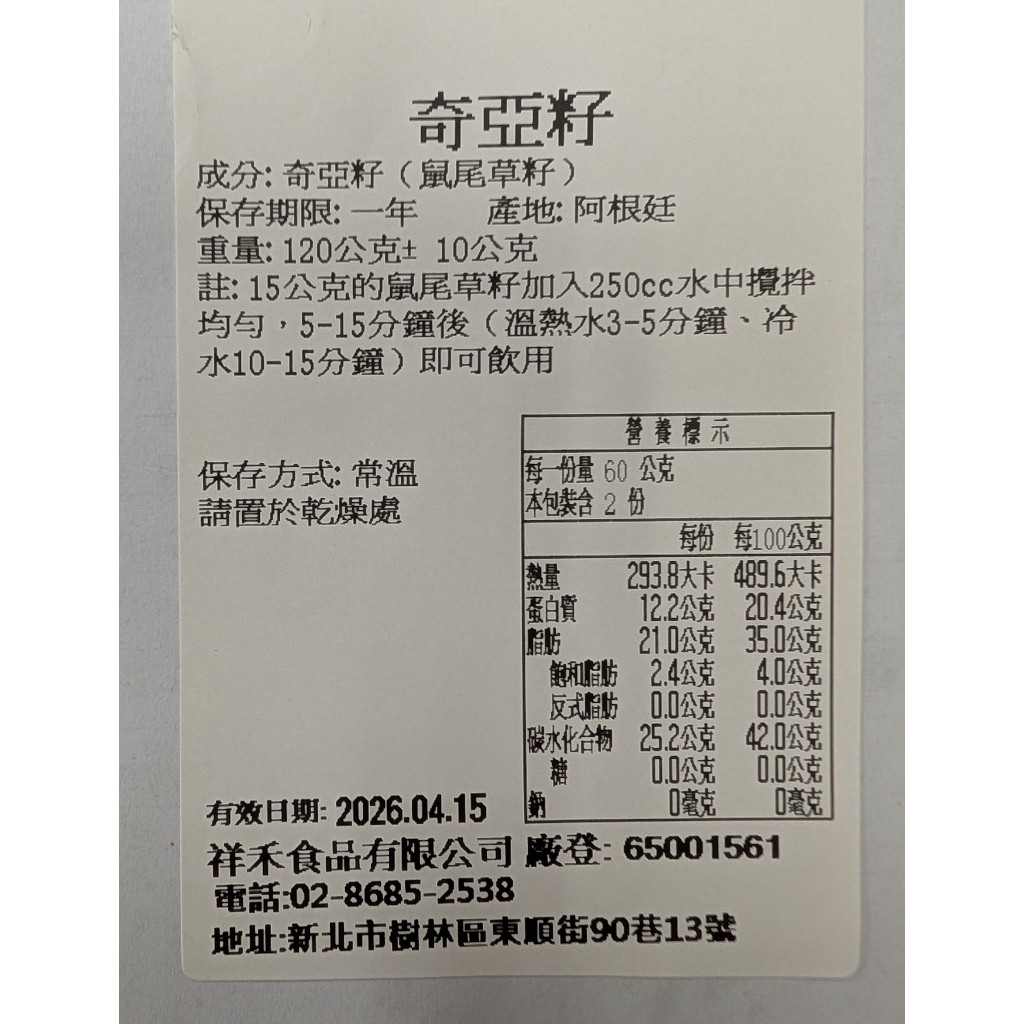 奇亞籽
成分: 奇亞籽（鼠尾草籽）
保存期限: 一年 產地: 阿根廷
重量: 120公克± 10公克
註: 15公克的鼠尾草籽加入250cc水中攪拌
均勻，5-15分鐘後（溫熱水3-5分鐘、冷
水10-15分鐘）即可飲用
保存方式: 常溫
請置於乾燥處
營養標示
每一份量 60 公克
本包裝含 2 份
每份 每100公克
熱量 293.8大卡 489.6大卡
蛋白質 12.2公克 20.4公克
脂肪 21.0公克 35.0公克
飽和脂肪 2.4公克 4.0公克
反式脂肪 0.0公克 0.0公克
碳水化合物 25.2公克 42.0公克
糖 0.0公克 0.0公克
鈉 0毫克 0毫克
有效日期: 2026.04.15
祥禾食品有限公司 廠登: 65001561
電話:02-8685-2538
地址:新北市樹林區東順街90巷13號